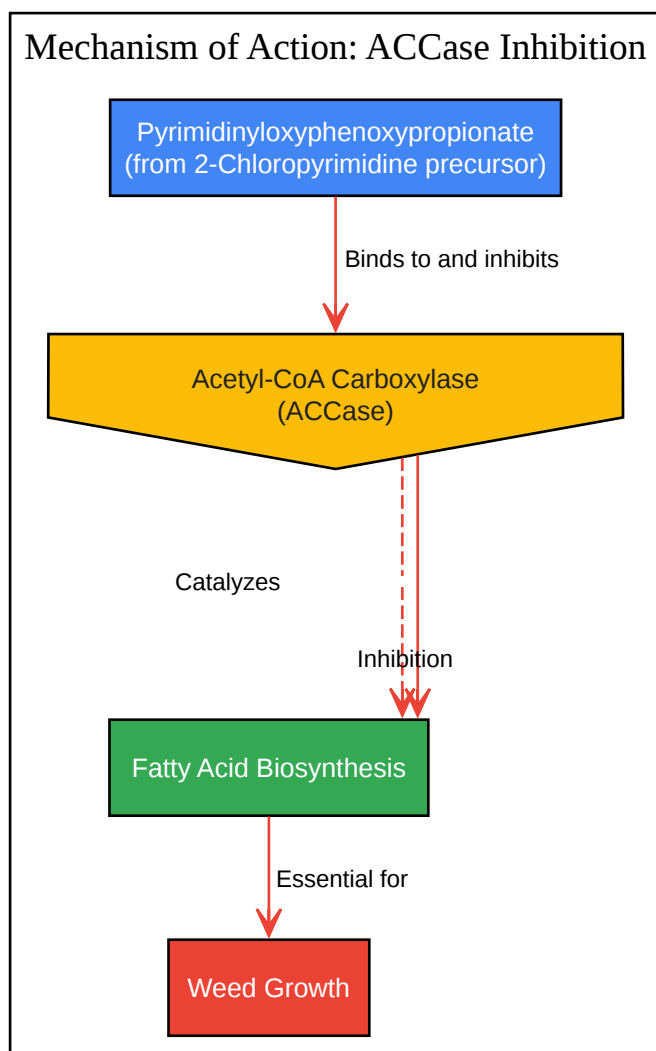 Mechanism of Action: ACCase Inhibition
Pyrimidinyloxyphenoxypropionate
(from 2-Chloropyrimidine precursor)
Binds to and inhibits
Acetyl-CoA Carboxylase
(ACCase)
Catalyzes
Inhibition
Fatty Acid Biosynthesis
Essential for
Weed Growth